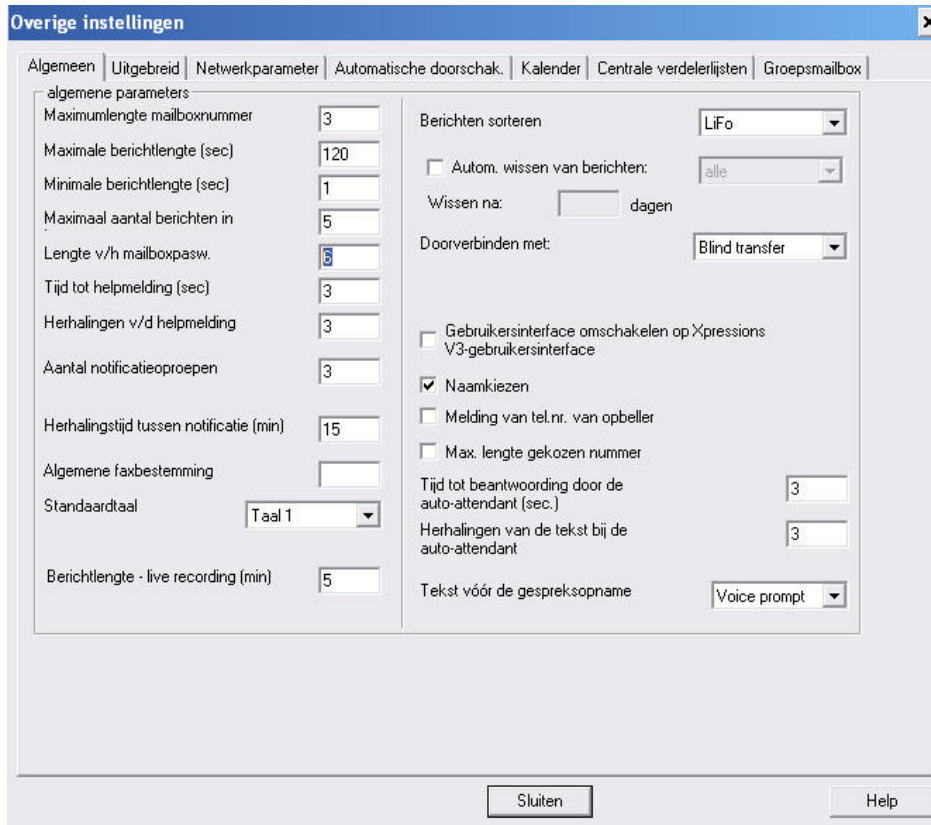 Overige instellingen
Algemeen Uitgebreid Netwerkparameter Automatische doorschak. Kalender Centrale verdelerlijsten Groepsmailbox
algemene parameters
Maximumlengte mailboxnummer 3
Maximale berichtlengte (sec) 120
Minimale berichtlengte (sec) 1
Maximaal aantal berichten in 5
Lengte v/h mailboxpasw. 6
Tijd tot helpmelding (sec) 3
Herhalingen v/d helpmelding 3
Aantal notificatieoproepen 3
Herhalingstijd tussen notificatie (min) 15
Algemene faxbestemming
Standaardtaal Taal 1
Berichtlengte - live recording (min) 5
Berichten sorteren LiFo
Autom. wissen van berichten: alle
Wissen na: dagen
Doorverbinden met: Blind transfer
Gebruikersinterface omschakelen op Xpressions
V3-gebruikersinterface
Naamkiezen
Melding van tel.nr. van opbeller
Max. lengte gekozen nummer
Tijd tot beantwoording door de
auto-attendant (sec.) 3
Herhalingen van de tekst bij de
auto-attendant 3
Tekst vóór de gespreksopname Voice prompt
Sluiten Help